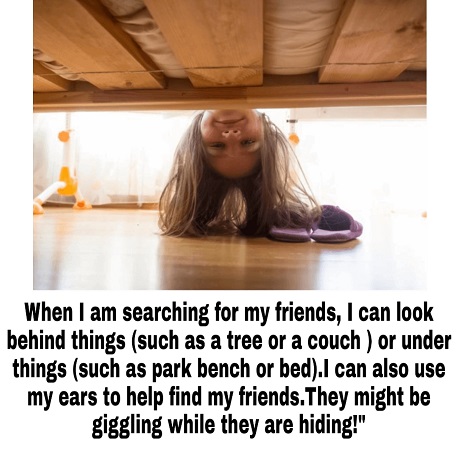 When I am searching for my friends, I can look
behind things (such as a tree or a couch ) or under
things (such as park bench or bed).I can also use
my ears to help find my friends.They might be
giggling while they are hiding!"